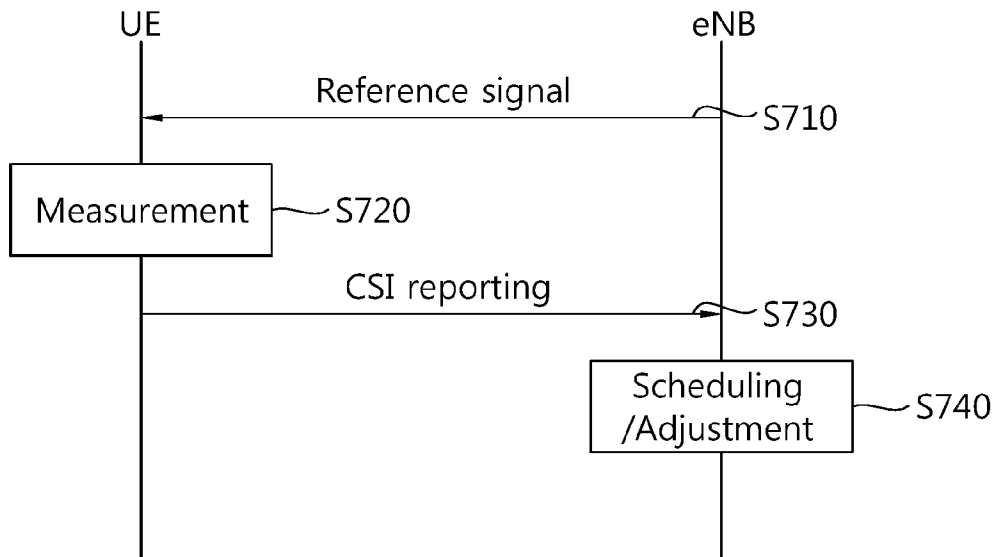 UE
eNB
Reference signal
S710
Measurement
S720
CSI reporting
S730
Scheduling
/Adjustment
S740